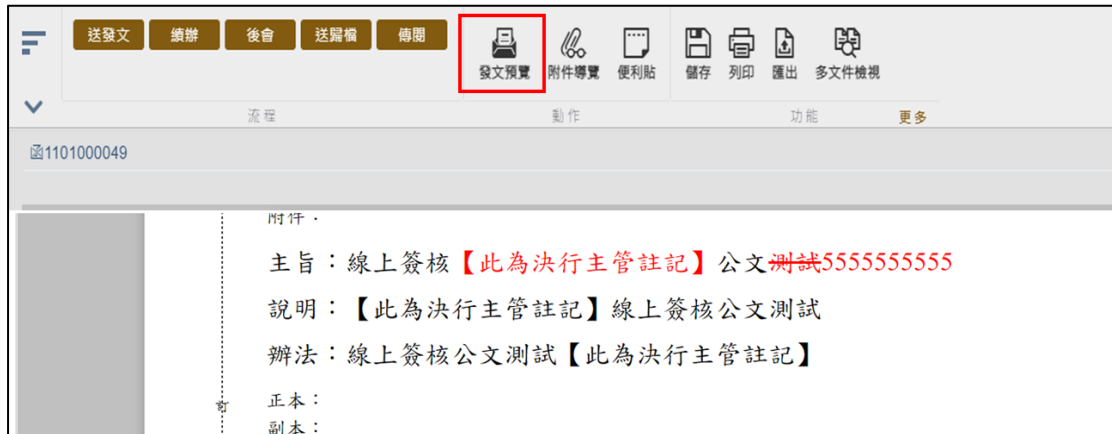 送發文 續辦 後會 送歸檔 傳閱
發文預覽 附件導覽 便利貼 儲存 列印 匯出 多文件檢視
流程 動作 功能 更多
函1101000049
附件：
主旨：線上簽核【此為決行主管註記】公文測試5555555555
說明：【此為決行主管註記】線上簽核公文測試
辦法：線上簽核公文測試【此為決行主管註記】
訂
正本：
副本：